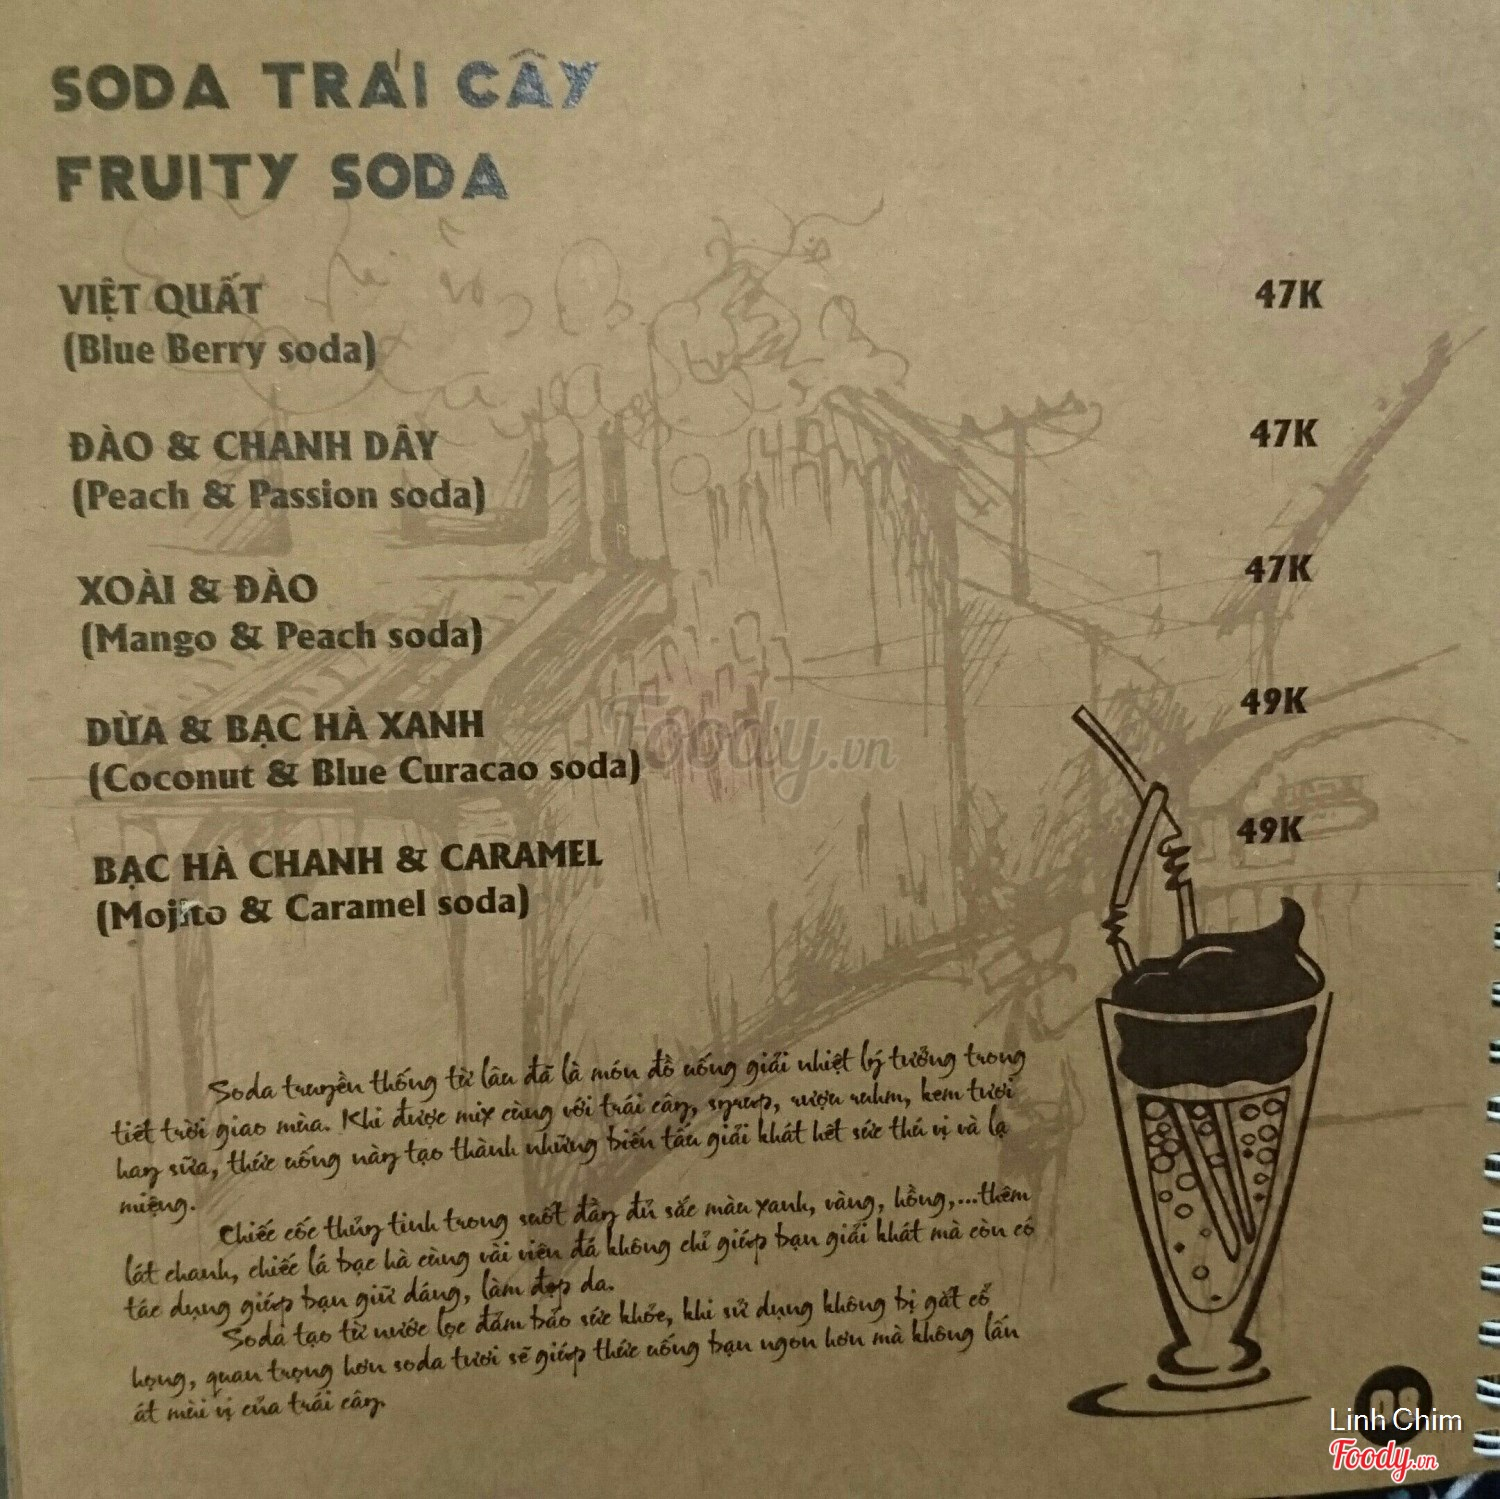 SODA TRÁI CÂY
FRUITY SODA
VIỆT QUẤT 47K
(Blue Berry soda)
ĐÀO & CHANH DÂY 47K
(Peach & Passion soda)
XOÀI & ĐÀO 47K
(Mango & Peach soda)
DỪA & BẠC HÀ XANH 49K
(Coconut & Blue Curacao soda)
BẠC HÀ CHANH & CARAMEL 49K
(Mojito & Caramel soda)
Foody.vn
Soda truyền thống từ lâu đã là món đồ uống giải nhiệt lý tưởng trong
tiết trời giao mùa. Khi được mix cùng với trái cây, syrup, rượu ruhm, kem tươi
hay sữa, thức uống này tạo thành những biến tấu giải khát hết sức thú vị và lạ
miệng.
Chiếc cốc thủy tinh trong suốt đầy đủ sắc màu xanh, vàng, hồng,...thêm
lát chanh, chiếc lá bạc hà cùng vài viên đá không chỉ giúp bạn giải khát mà còn có
tác dụng giúp bạn giữ dáng, làm đẹp da.
Soda tạo từ nước lọc đảm bảo sức khỏe, khi sử dụng không bị gắt cổ
họng, quan trọng hơn soda tươi sẽ giúp thức uống bạn ngon hơn mà không lấn
át mùi vị của trái cây.
Linh Chim
Foody.vn